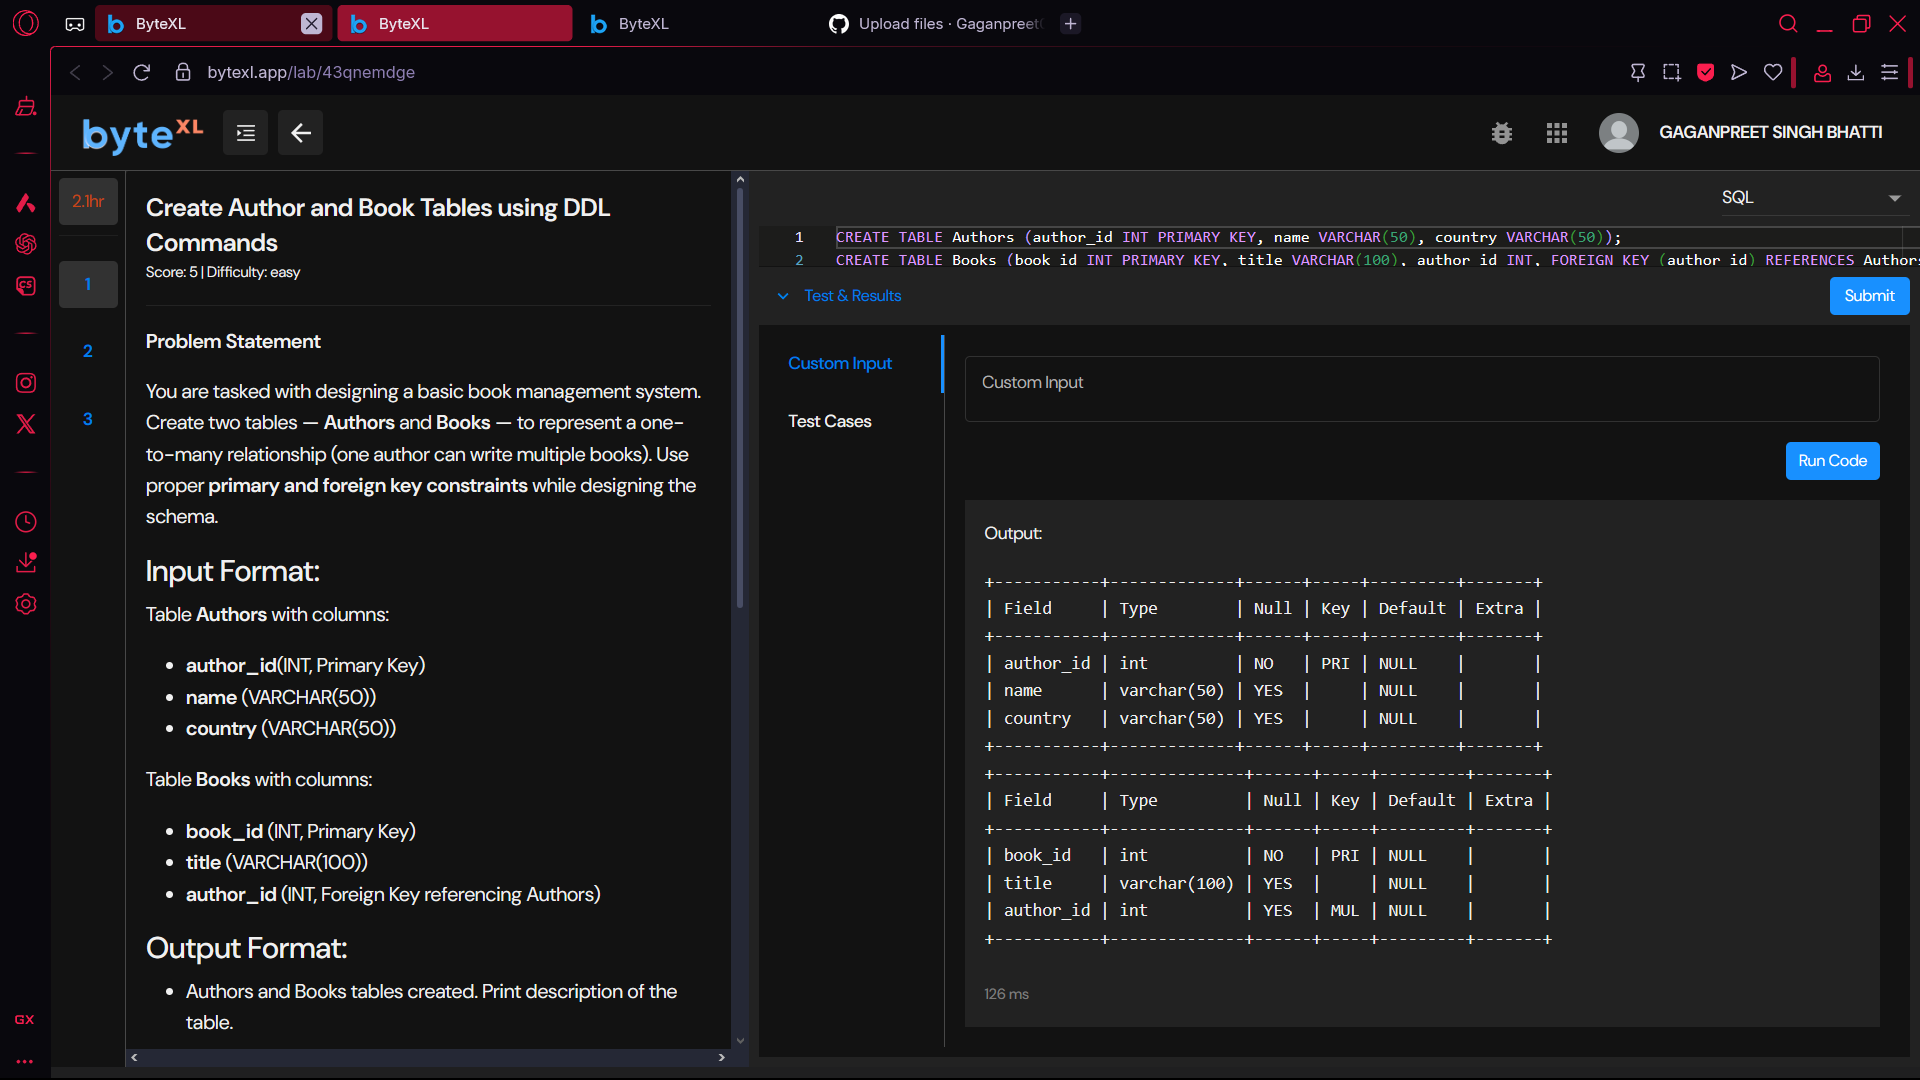 ByteXL
ByteXL
ByteXL
Upload files · Gaganpreet
bytexl.app/lab/43qnemdge
byteXL
GAGANPREET SINGH BHATTI
2.1hr
1
2
3
Create Author and Book Tables using DDL
Commands
Score: 5 | Difficulty: easy
Problem Statement
You are tasked with designing a basic book management system.
Create two tables — Authors and Books — to represent a one-
to-many relationship (one author can write multiple books). Use
proper primary and foreign key constraints while designing the
schema.
Input Format:
Table Authors with columns:
• author_id(INT, Primary Key)
• name (VARCHAR(50))
• country (VARCHAR(50))
Table Books with columns:
• book_id (INT, Primary Key)
• title (VARCHAR(100))
• author_id (INT, Foreign Key referencing Authors)
Output Format:
• Authors and Books tables created. Print description of the
table.
SQL
1 CREATE TABLE Authors (author_id INT PRIMARY KEY, name VARCHAR(50), country VARCHAR(50));
2 CREATE TABLE Books (book_id INT PRIMARY KEY, title VARCHAR(100), author_id INT, FOREIGN KEY (author_id) REFERENCES Authors
Test & Results
Submit
Custom Input
Test Cases
Custom Input
Run Code
Output:
+-----------+-------------+------+-----+---------+-------+
| Field     | Type        | Null | Key | Default | Extra |
+-----------+-------------+------+-----+---------+-------+
| author_id | int         | NO   | PRI | NULL    |       |
| name      | varchar(50) | YES  |     | NULL    |       |
| country   | varchar(50) | YES  |     | NULL    |       |
+-----------+-------------+------+-----+---------+-------+
+-----------+--------------+------+-----+---------+-------+
| Field     | Type         | Null | Key | Default | Extra |
+-----------+--------------+------+-----+---------+-------+
| book_id   | int          | NO   | PRI | NULL    |       |
| title     | varchar(100) | YES  |     | NULL    |       |
| author_id | int          | YES  | MUL | NULL    |       |
+-----------+--------------+------+-----+---------+-------+
126 ms
GX